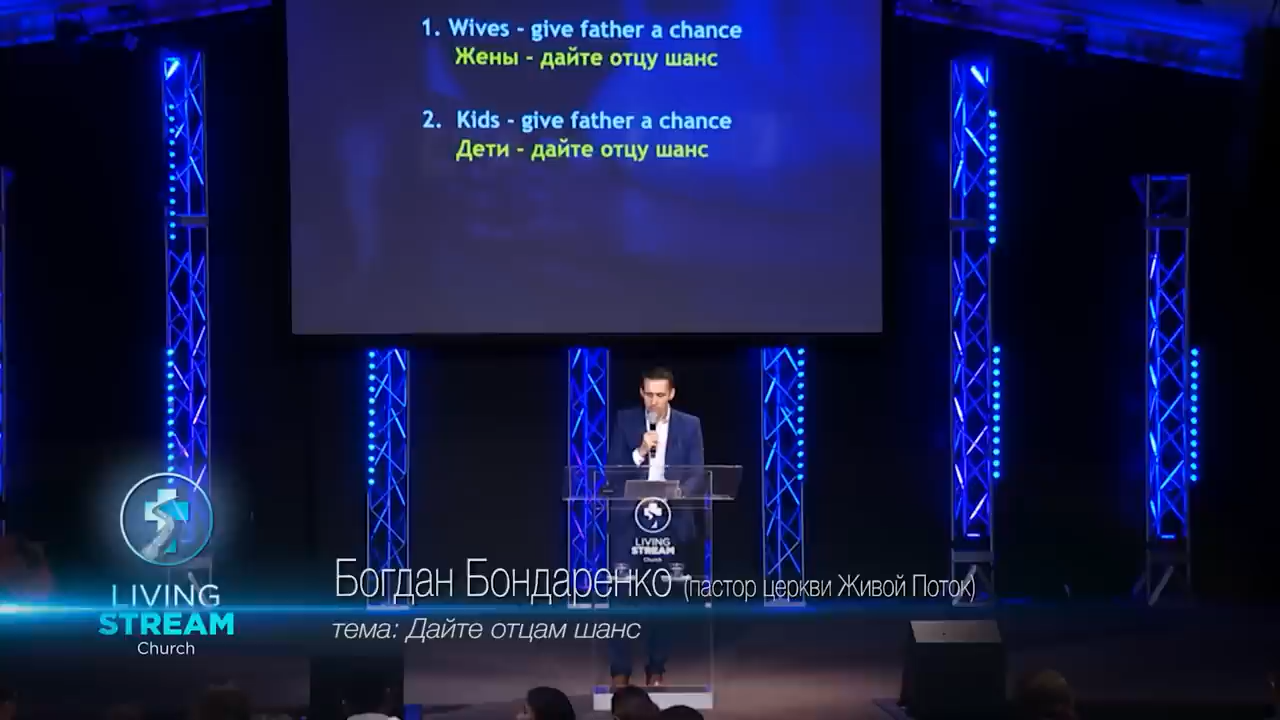 1. Wives - give father a chance
Жены - дайте отцу шанс
2. Kids - give father a chance
Дети - дайте отцу шанс
LIVING
STREAM
Church
Богдан Бондаренко (пастор церкви Живой Поток)
тема: Дайте отцам шанс
LIVING
STREAM
Church